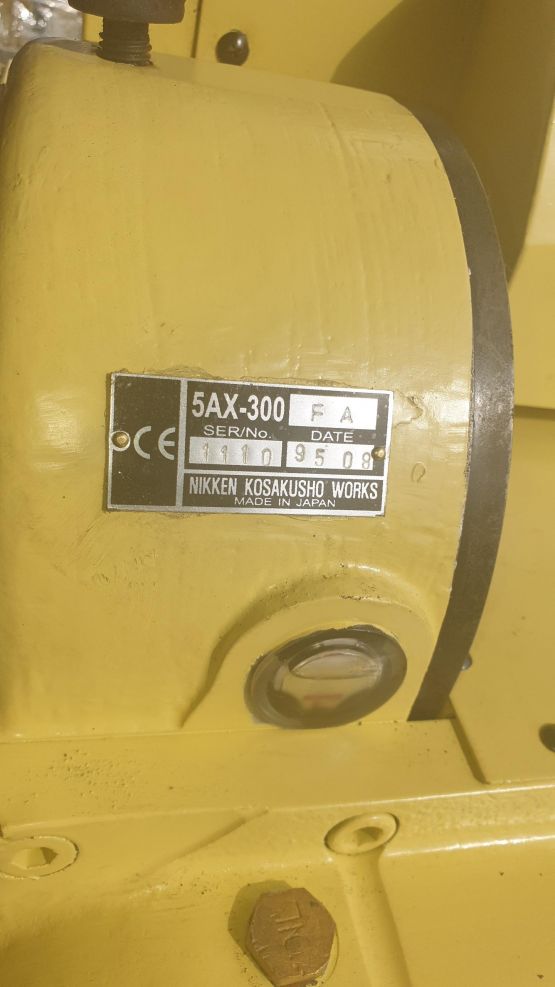 CE
5AX-300 FA
SER/No. DATE
1110 9508
NIKKEN KOSAKUSHO WORKS
MADE IN JAPAN